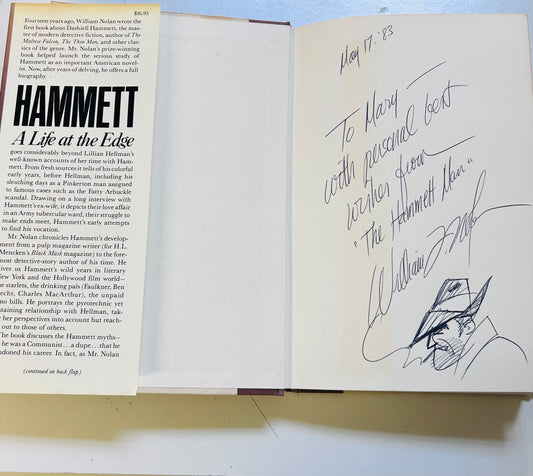 $16.95
Fourteen years ago, William Nolan wrote the
first book about Dashiell Hammett, the mas-
ter of modern detective fiction, author of The
Maltese Falcon, The Thin Man, and other clas-
sics of the genre. Mr. Nolan's prize-winning
book helped launch the serious study of
Hammett as an important American novel-
ist. Now, after years of delving, he offers a full
biography.
HAMMETT
A Life at the Edge
goes considerably beyond Lillian Hellman's
well-known accounts of her time with Ham-
mett. From fresh sources it tells of his colorful
early years, before Hellman, including his
sleuthing days as a Pinkerton man assigned
to famous cases such as the Fatty Arbuckle
scandal. Drawing on a long interview with
Hammett's ex-wife, it depicts their love affair
in an Army tubercular ward, their struggle to
make ends meet, Hammett's early attempts
to find his vocation.
Mr. Nolan chronicles Hammett's develop-
ment from a pulp magazine writer (for H.L.
Mencken's Black Mask magazine) to the fore-
most detective-story author of his time. He
ives us Hammett's wild years in literary
New York and the Hollywood film world—
he starlets, the drinking pals (Faulkner, Ben
echt, Charles MacArthur), the unpaid
no bills. He portrays the pyrotechnic yet
staining relationship with Hellman, tak-
her perspectives into account but reach-
out to those of others.
The book discusses the Hammett myths—
he was a Communist...a dupe...that he
ndoned his career. In fact, as Mr. Nolan
(continued on back flap)
May 17, '83
To Mary —
with personal best
wishes from —
"The Hammett Man"
William F. Nolan